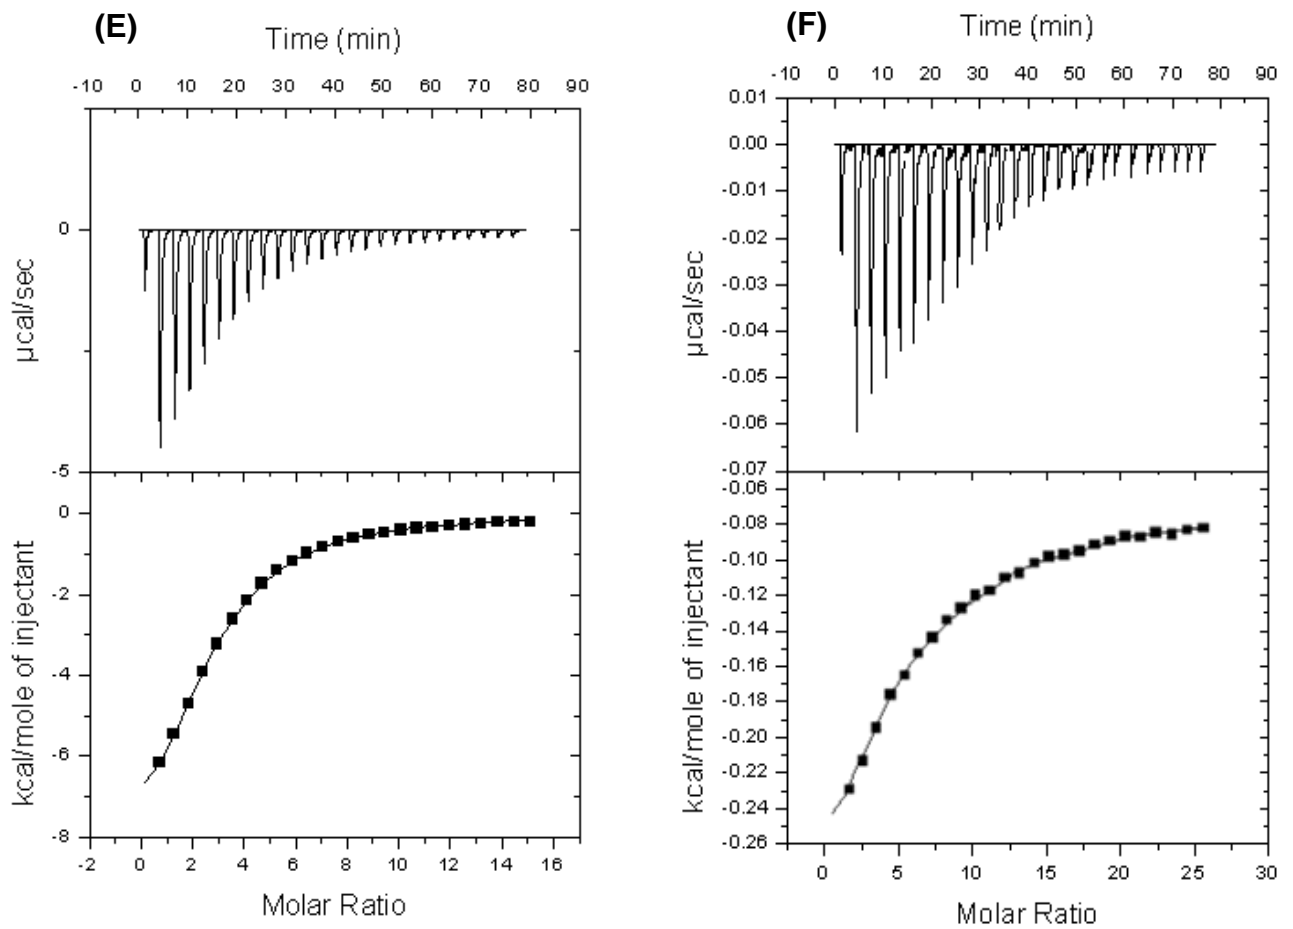 (E)
Time (min)
-10 0 10 20 30 40 50 60 70 80 90
0
-5
µcal/sec
0
-2
-4
-6
-8
kcal/mole of injectant
-2 0 2 4 6 8 10 12 14 16
Molar Ratio
(F)
Time (min)
-10 0 10 20 30 40 50 60 70 80 90
0.01
0.00
-0.01
-0.02
-0.03
-0.04
-0.05
-0.06
-0.07
µcal/sec
-0.06
-0.08
-0.10
-0.12
-0.14
-0.16
-0.18
-0.20
-0.22
-0.24
-0.26
kcal/mole of injectant
0 5 10 15 20 25 30
Molar Ratio